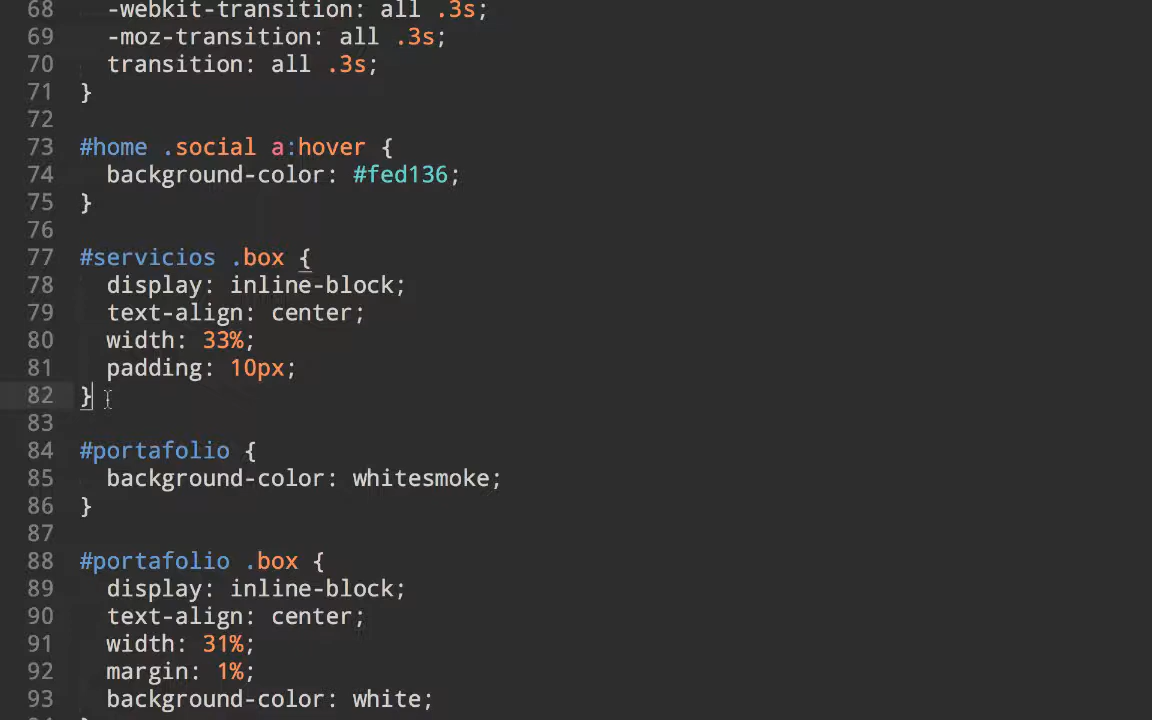 68 -webkit-transition: all .3s;
69 -moz-transition: all .3s;
70 transition: all .3s;
71 }
72
73 #home .social a:hover {
74 background-color: #fed136;
75 }
76
77 #servicios .box {
78 display: inline-block;
79 text-align: center;
80 width: 33%;
81 padding: 10px;
82 }
83
84 #portafolio {
85 background-color: whitesmoke;
86 }
87
88 #portafolio .box {
89 display: inline-block;
90 text-align: center;
91 width: 31%;
92 margin: 1%;
93 background-color: white;